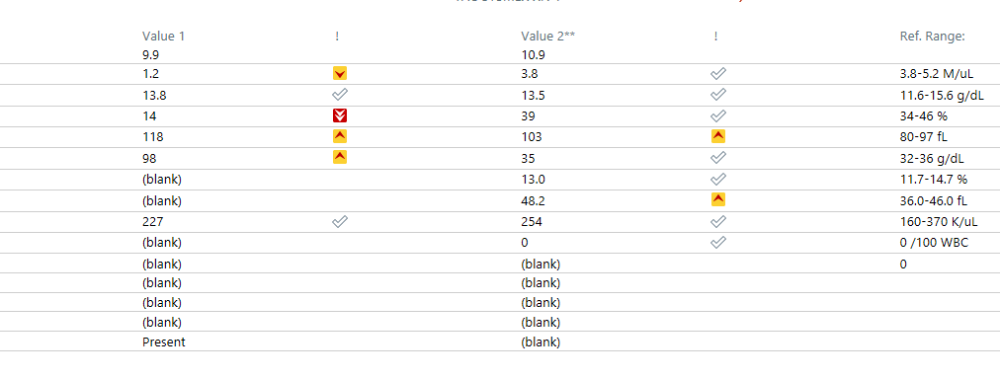 Value 1 ! Value 2** ! Ref. Range:
9.9 10.9
1.2 3.8 3.8-5.2 M/uL
13.8 13.5 11.6-15.6 g/dL
14 39 34-46 %
118 103 80-97 fL
98 35 32-36 g/dL
(blank) 13.0 11.7-14.7 %
(blank) 48.2 36.0-46.0 fL
227 254 160-370 K/uL
(blank) 0 0 /100 WBC
(blank) (blank) 0
(blank) (blank)
(blank) (blank)
(blank) (blank)
Present (blank)